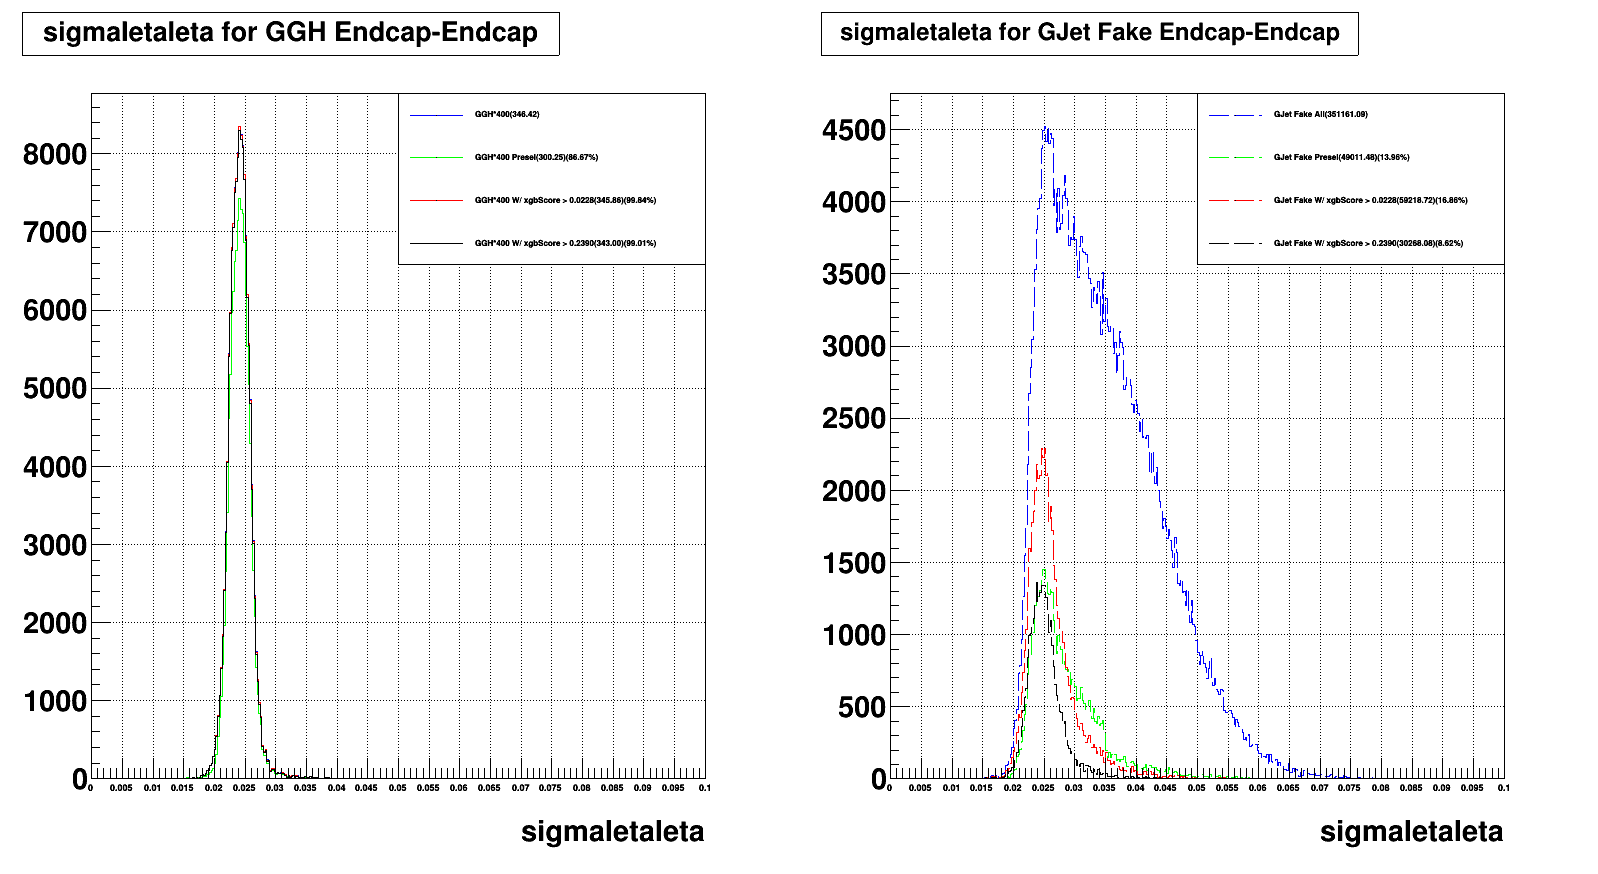 sigmaIetaIeta for GGH Endcap-Endcap
GGH*400(346.42)
GGH*400 Presel(300.25)(86.67%)
GGH*400 W/ xgbScore > 0.0228(345.86)(99.84%)
GGH*400 W/ xgbScore > 0.2390(343.00)(99.01%)
8000
7000
6000
5000
4000
3000
2000
1000
0
0 0.005 0.01 0.015 0.02 0.025 0.03 0.035 0.04 0.045 0.05 0.055 0.06 0.065 0.07 0.075 0.08 0.085 0.09 0.095 0.1
sigmaIetaIeta
sigmaIetaIeta for GJet Fake Endcap-Endcap
GJet Fake All(351161.09)
GJet Fake Presel(49011.48)(13.96%)
GJet Fake W/ xgbScore > 0.0228(59218.72)(16.86%)
GJet Fake W/ xgbScore > 0.2390(30268.08)(8.62%)
4500
4000
3500
3000
2500
2000
1500
1000
500
0
0 0.005 0.01 0.015 0.02 0.025 0.03 0.035 0.04 0.045 0.05 0.055 0.06 0.065 0.07 0.075 0.08 0.085 0.09 0.095 0.1
sigmaIetaIeta